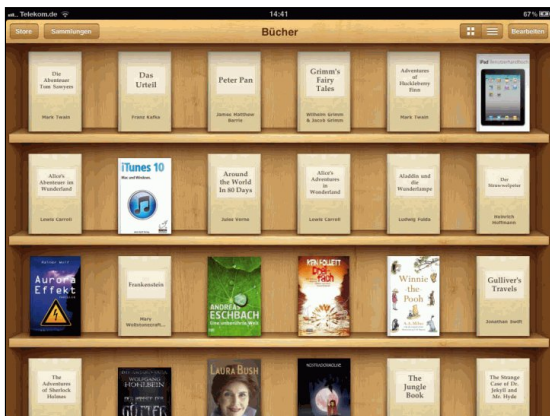 Telekom.de
14:41
67%
Store
Sammlungen
Bücher
Bearbeiten
Die
Abenteuer
Tom Sawyers
Mark Twain
Das
Urteil
Franz Kafka
Peter Pan
James Matthew
Barrie
Grimm's
Fairy
Tales
Wilhelm Grimm
& Jacob Grimm
Adventures
of
Huckleberry
Finn
Mark Twain
iPad Benutzerhandbuch
Alice's
Abenteuer im
Wunderland
Lewis Carroll
iTunes 10
Mac und Windows
Around
the World
In 80 Days
Jules Verne
Alice's
Adventures
in
Wonderland
Lewis Carroll
Aladdin und
die
Wunderlampe
Ludwig Fulda
Der
Struwwelpeter
Heinrich
Hoffmann
Aurora
Effekt
Frankenstein
Mary
Wollstonecraft...
ANDREAS
ESCHBACH
KEN FOLLETT
Winnie
the-
Pooh
Gulliver's
Travels
Jonathan Swift
The
Adventures
of Sherlock
Holmes
WOLFGANG
HOHLBEIN
LAURA BUSH
The
Jungle
Book
The Strange
Case of Dr.
Jekyll and
Mr. Hyde